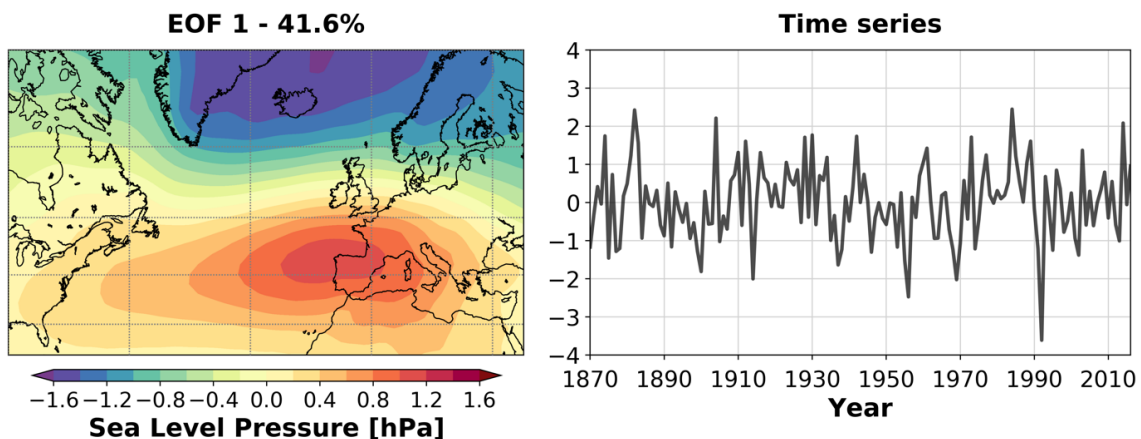 EOF 1 - 41.6%
−1.6 −1.2 −0.8 −0.4 0.0 0.4 0.8 1.2 1.6
Sea Level Pressure [hPa]
Time series
4
3
2
1
0
−1
−2
−3
−4
1870 1890 1910 1930 1950 1970 1990 2010
Year